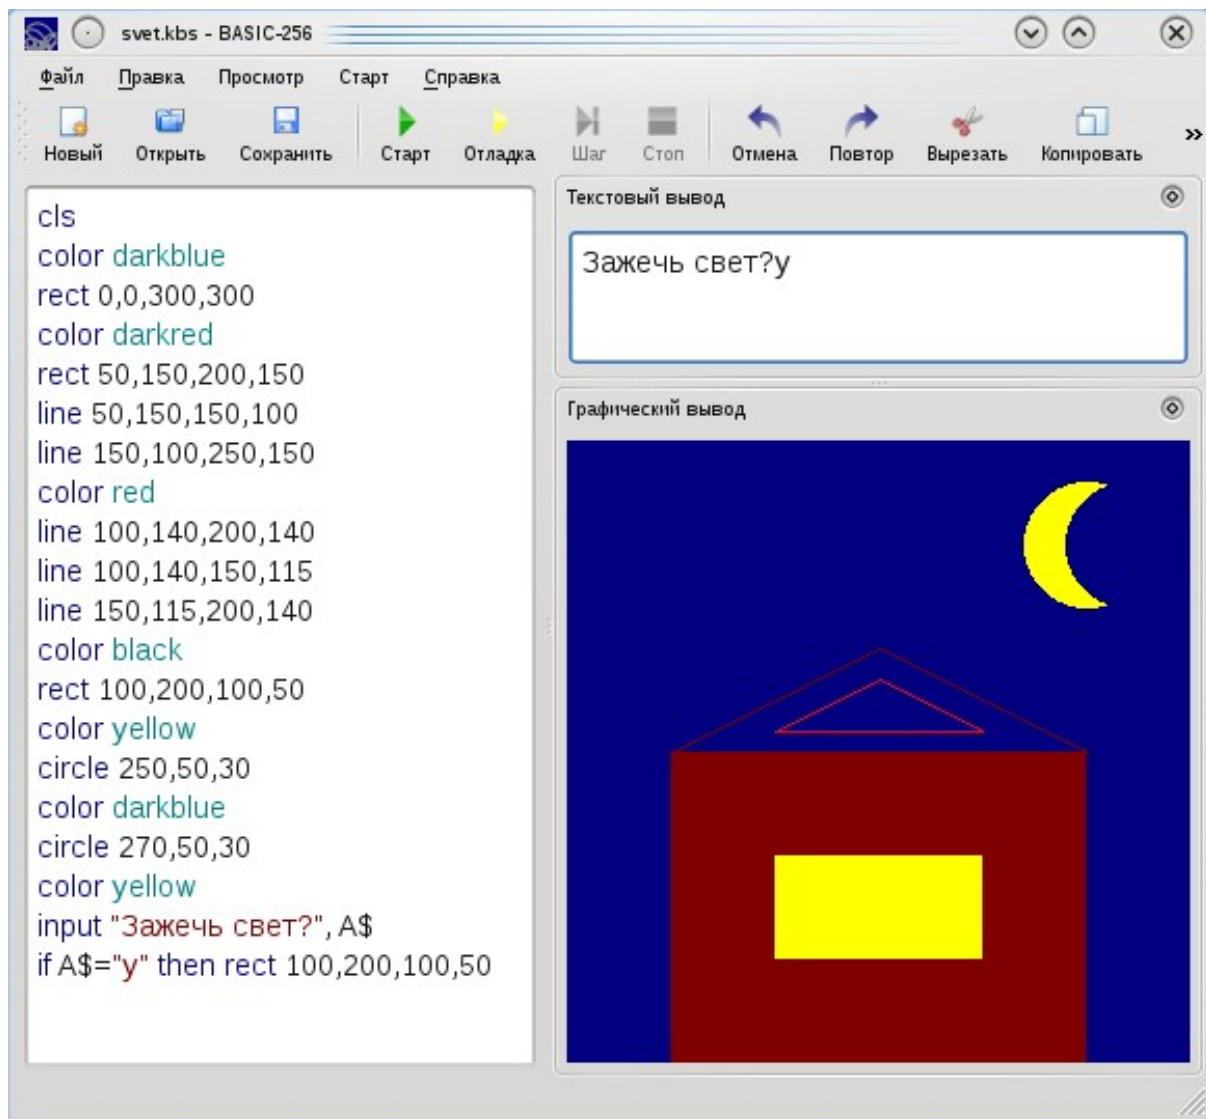 svet.kbs - BASIC-256
Файл Правка Просмотр Старт Справка
Новый Открыть Сохранить Старт Отладка Шаг Стоп Отмена Повтор Вырезать Копировать »
cls
color darkblue
rect 0,0,300,300
color darkred
rect 50,150,200,150
line 50,150,150,100
line 150,100,250,150
color red
line 100,140,200,140
line 100,140,150,115
line 150,115,200,140
color black
rect 100,200,100,50
color yellow
circle 250,50,30
color darkblue
circle 270,50,30
color yellow
input "Зажечь свет?", A$
if A$="y" then rect 100,200,100,50
Текстовый вывод
Зажечь свет?y
Графический вывод